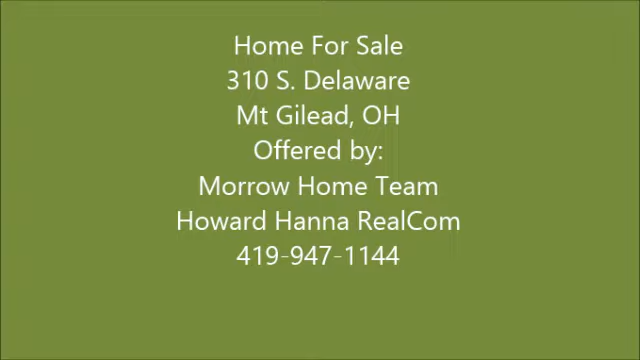 Home For Sale
310 S. Delaware
Mt Gilead, OH
Offered by:
Morrow Home Team
Howard Hanna RealCom
419-947-1144